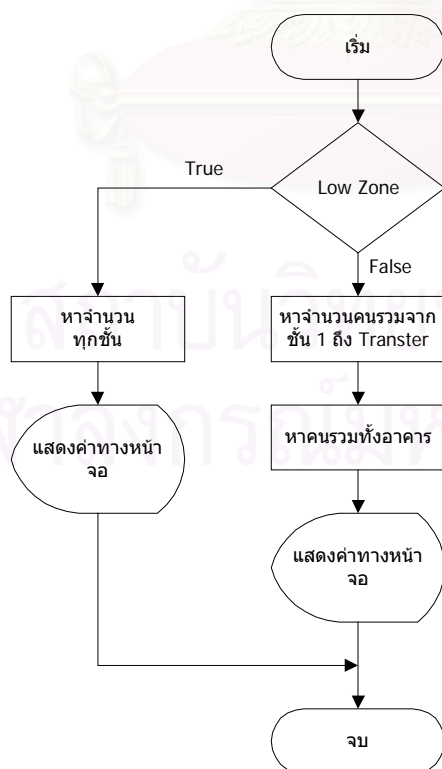 เริ่ม
Low Zone
True
False
หาจำนวน
ทุกชั้น
หาจำนวนคนรวมจาก
ชั้น 1 ถึง Transter
แสดงค่าทางหน้า
จอ
หาคนรวมทั้งอาคาร
แสดงค่าทางหน้า
จอ
จบ